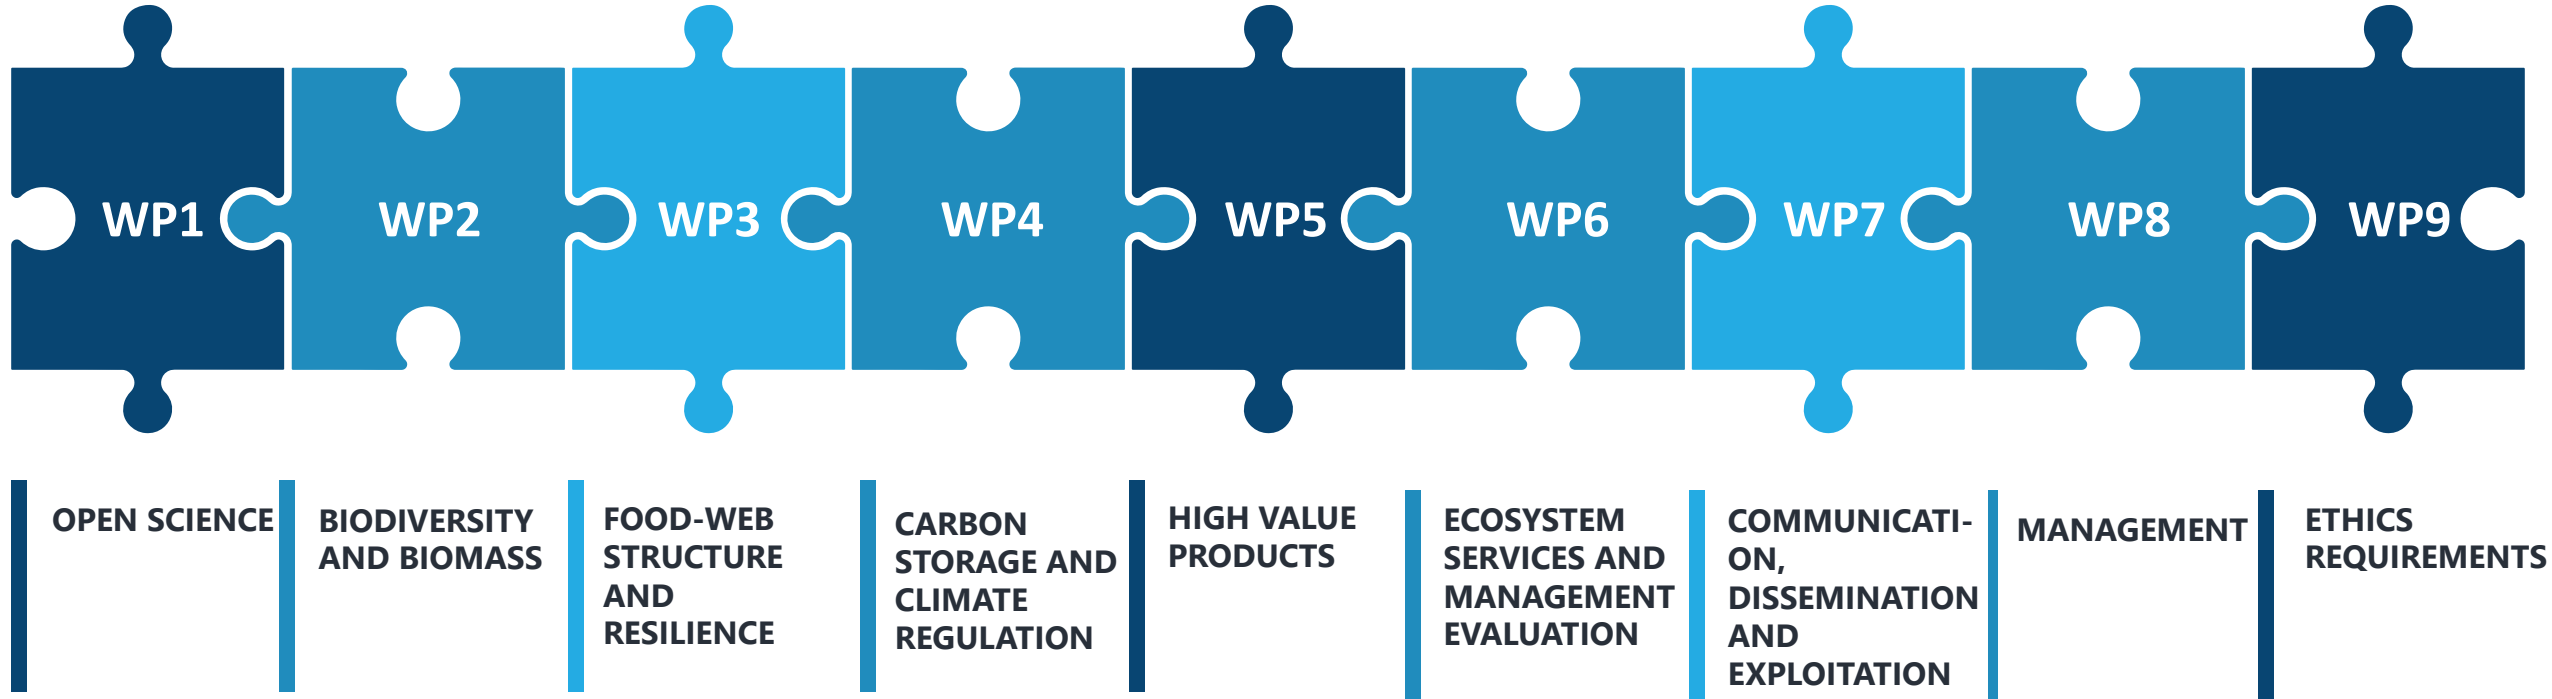 WP1
WP2
WP3
WP4
WP5
WP6
WP7
WP8
WP9
OPEN SCIENCE
BIODIVERSITY
AND BIOMASS
FOOD-WEB
STRUCTURE
AND
RESILIENCE
CARBON
STORAGE AND
CLIMATE
REGULATION
HIGH VALUE
PRODUCTS
ECOSYSTEM
SERVICES AND
MANAGEMENT
EVALUATION
COMMUNICATI-
ON,
DISSEMINATION
AND
EXPLOITATION
MANAGEMENT
ETHICS
REQUIREMENTS